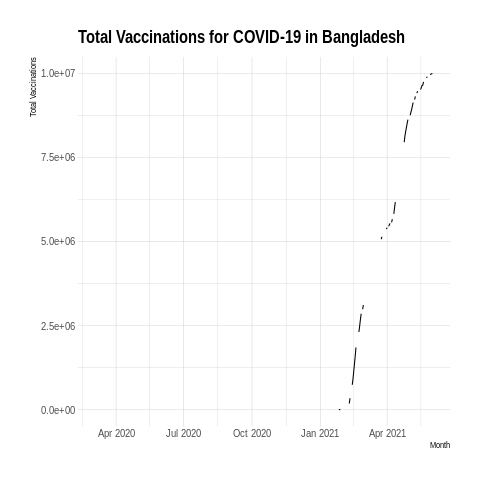 Total Vaccinations for COVID-19 in Bangladesh
Total Vaccinations
1.0e+07
7.5e+06
5.0e+06
2.5e+06
0.0e+00
Apr 2020
Jul 2020
Oct 2020
Jan 2021
Apr 2021
Month